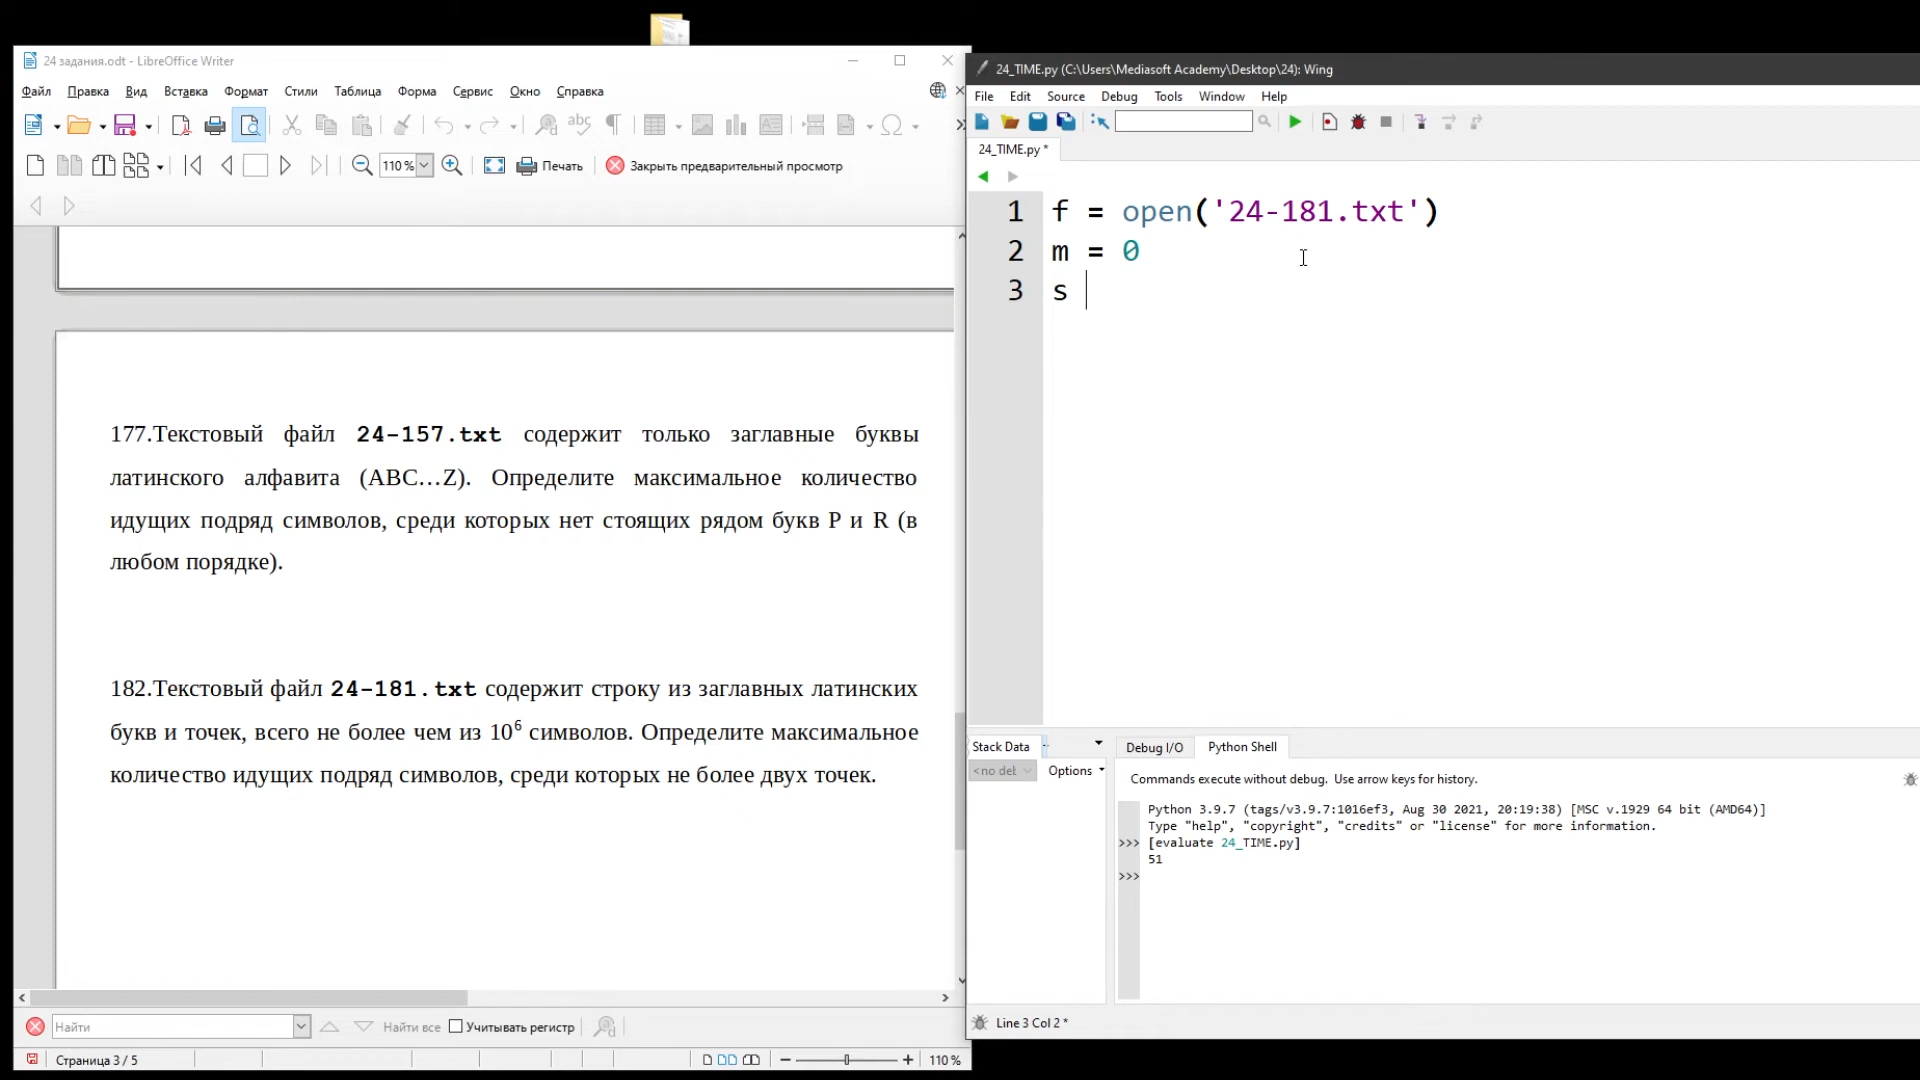 24 задания.odt - LibreOffice Writer
Файл Правка Вид Вставка Формат Стили Таблица Форма Сервис Окно Справка
110 %
Печать
Закрыть предварительный просмотр
177.Текстовый файл 24-157.txt содержит только заглавные буквы
латинского алфавита (ABC…Z). Определите максимальное количество
идущих подряд символов, среди которых нет стоящих рядом букв P и R (в
любом порядке).
182.Текстовый файл 24-181.txt содержит строку из заглавных латинских
букв и точек, всего не более чем из 10⁶ символов. Определите максимальное
количество идущих подряд символов, среди которых не более двух точек.
Найти
Найти все
Учитывать регистр
Страница 3 / 5
110 %
24_TIME.py (C:\Users\Mediasoft Academy\Desktop\24): Wing
File Edit Source Debug Tools Window Help
24_TIME.py *
1 f = open('24-181.txt')
2 m = 0
3 s
Stack Data
<no det
Options
Debug I/O
Python Shell
Commands execute without debug. Use arrow keys for history.
Python 3.9.7 (tags/v3.9.7:1016ef3, Aug 30 2021, 20:19:38) [MSC v.1929 64 bit (AMD64)]
Type "help", "copyright", "credits" or "license" for more information.
>>> [evaluate 24_TIME.py]
51
>>>
Line 3 Col 2 *